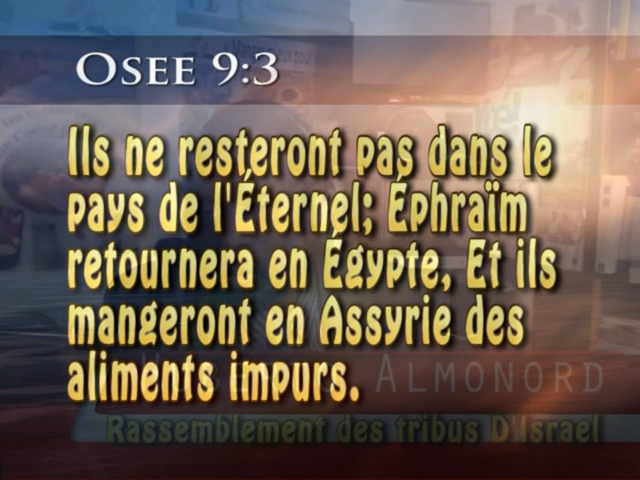 OSEE 9:3
Ils ne resteront pas dans le
pays de l'Éternel; Éphraïm
retournera en Égypte, Et ils
mangeront en Assyrie des
aliments impurs.
ALMONORD
Rassemblement des tribus D'Israel